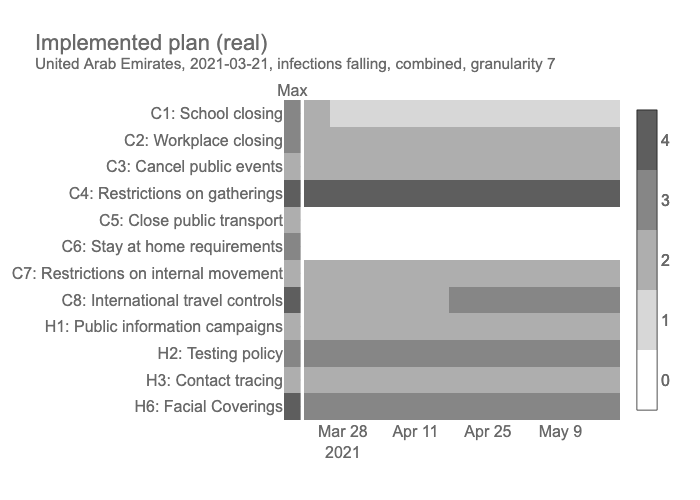 Implemented plan (real)
United Arab Emirates, 2021-03-21, infections falling, combined, granularity 7
Max
C1: School closing
C2: Workplace closing
C3: Cancel public events
C4: Restrictions on gatherings
C5: Close public transport
C6: Stay at home requirements
C7: Restrictions on internal movement
C8: International travel controls
H1: Public information campaigns
H2: Testing policy
H3: Contact tracing
H6: Facial Coverings
4
3
2
1
0
Mar 28 Apr 11 Apr 25 May 9
2021